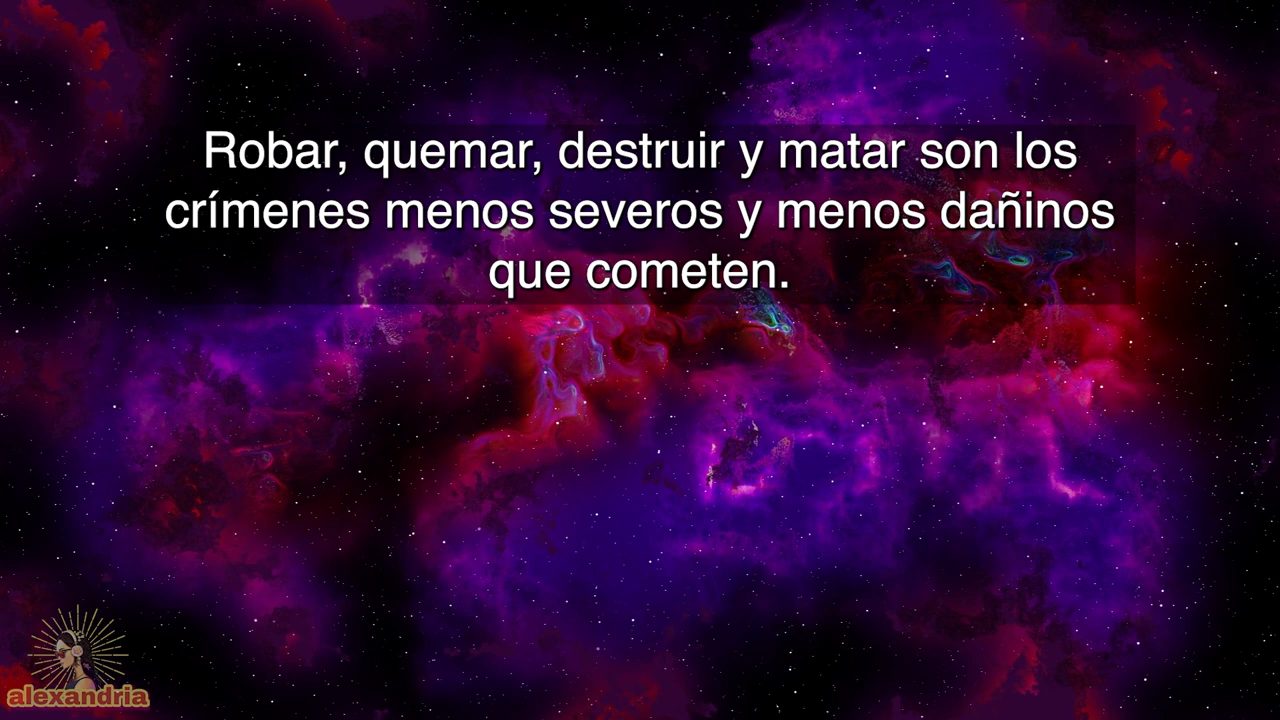 Robar, quemar, destruir y matar son los
crímenes menos severos y menos dañinos
que cometen.
alexandria